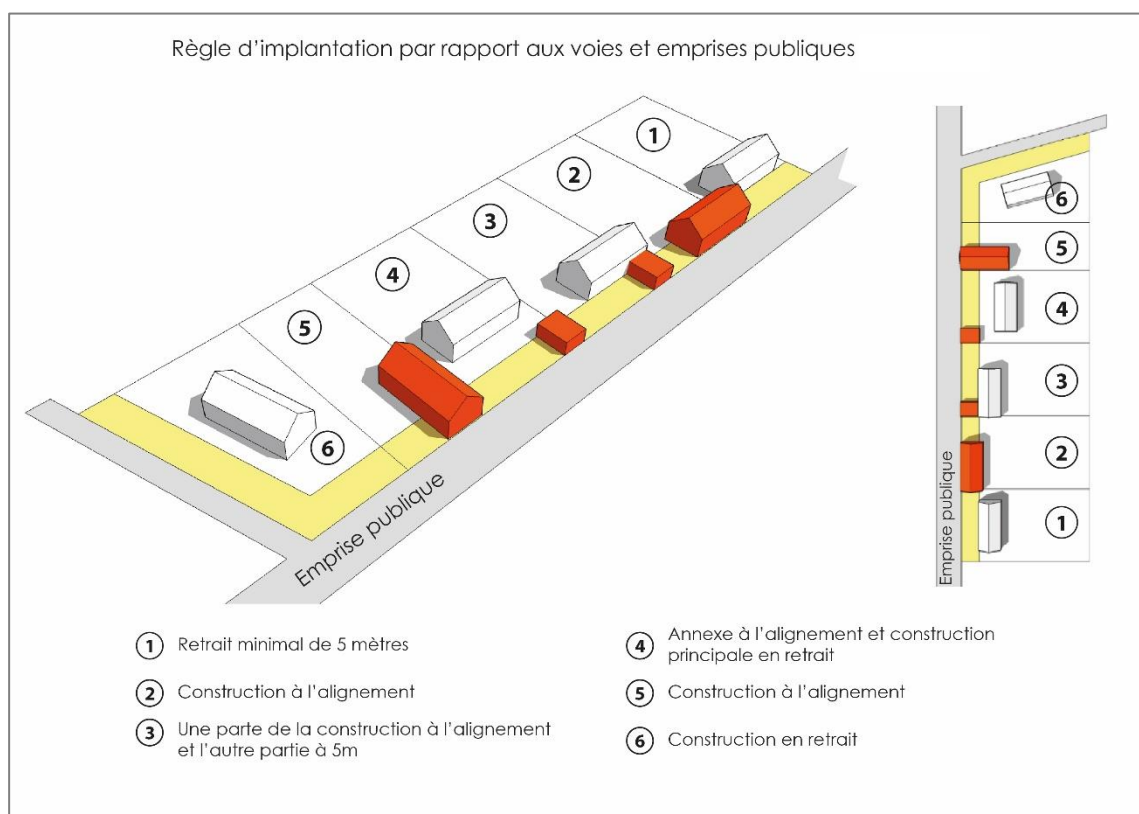 Règle d'implantation par rapport aux voies et emprises publiques
1
2
3
4
5
6
Emprise publique
6
5
4
3
2
1
Emprise publique
1 Retrait minimal de 5 mètres
2 Construction à l'alignement
3 Une parte de la construction à l'alignement
et l'autre partie à 5m
4 Annexe à l'alignement et construction
principale en retrait
5 Construction à l'alignement
6 Construction en retrait